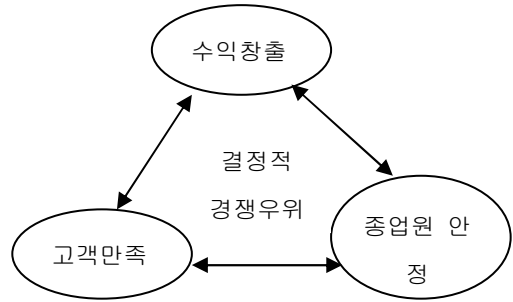 수익창출
결정적
경쟁우위
고객만족
종업원 안
정